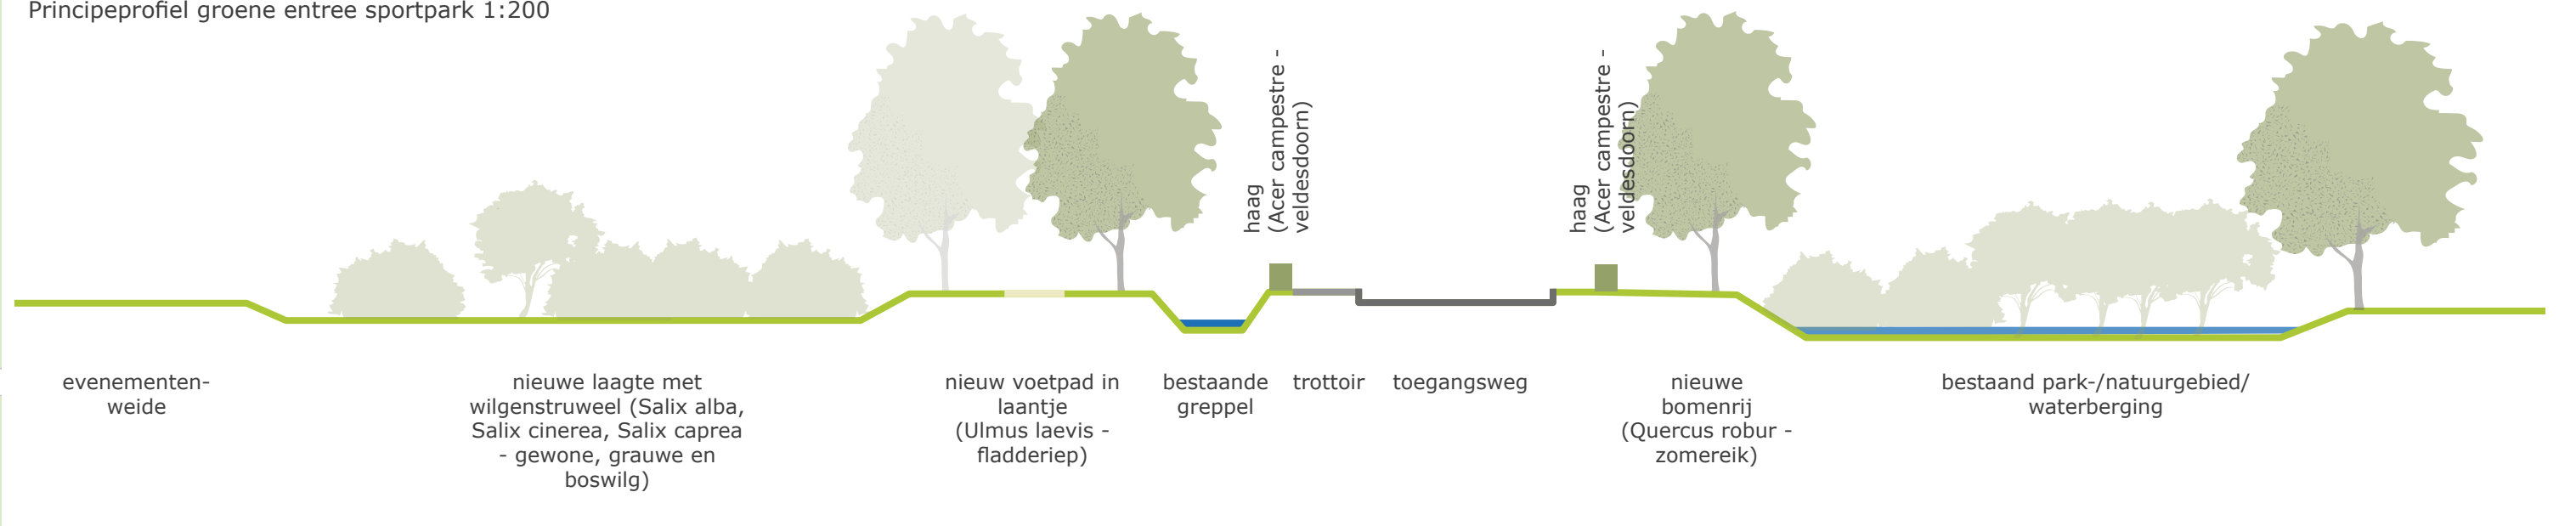 Principeprofiel groene entree sportpark 1:200
haag
(Acer campestre -
veldesdoorn)
haag
(Acer campestre -
veldesdoorn)
evenementen-
weide
nieuwe laagte met
wilgenstruweel (Salix alba,
Salix cinerea, Salix caprea
- gewone, grauwe en
boswilg)
nieuw voetpad in
laantje
(Ulmus laevis -
fladderiep)
bestaande
greppel
trottoir
toegangsweg
nieuwe
bomenrij
(Quercus robur -
zomereik)
bestaand park-/natuurgebied/
waterberging